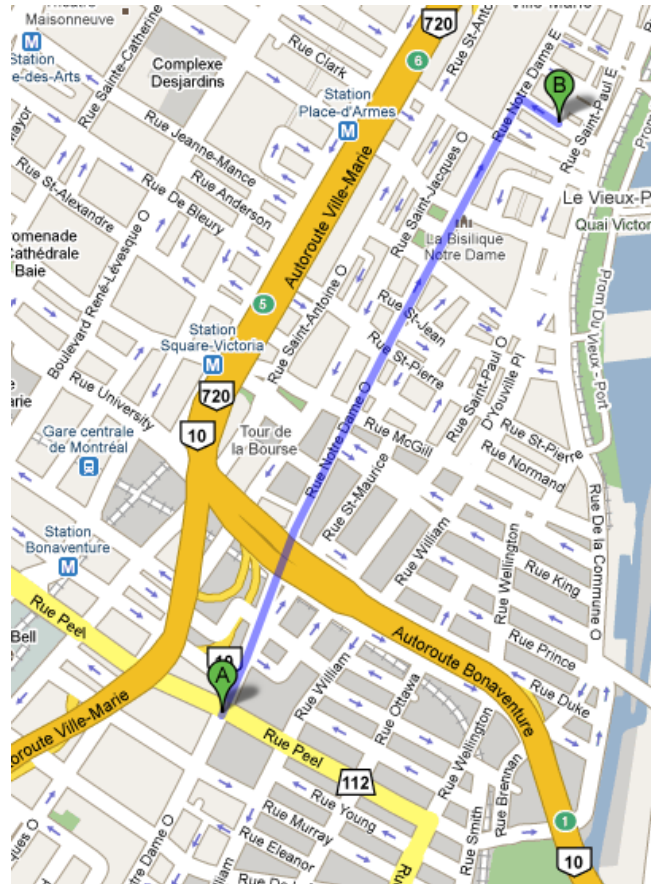 Maisonneuve
Station
e-des-Arts
Rue Sainte-Catherine
Complexe
Desjardins
Rue Clark
720
6
Rue St-Antoine
Ville-Marie
Station
Place-d'Armes
Rue Notre Dame E
B
Rue Saint-Paul E
Rue Jeanne-Mance
Rue Anderson
Rue De Bleury
Rue St-Alexandre
Boulevard René-Lévesque
Autoroute Ville-Marie
Rue Saint-Jacques
La Bisilique
Notre Dame
Le Vieux-P
Quai Victor
Prom Du Vieux - Port
omenade
Cathédrale
Baie
5
Station
Square-Victoria
Rue Saint-Antoine
Rue St-Jean
Rue St-Pierre
Rue Saint-Paul
D'Youville Pl
720
10
Rue University
Gare centrale
de Montréal
Tour de
la Bourse
Rue Notre Dame
Rue McGill
Rue St-Maurice
Rue St-Pierre
Rue Normand
Rue De la Commune
Station
Bonaventure
Rue William
Rue Wellington
Rue King
Rue Prince
Rue Duke
Rue Peel
Bell
A
Autoroute Bonaventure
Rue William
Rue Ottawa
Rue Wellington
oroute Ville-Marie
Rue Peel
112
Rue Young
Rue Murray
Rue Eleanor
Rue Smith
Rue Brennan
1
10